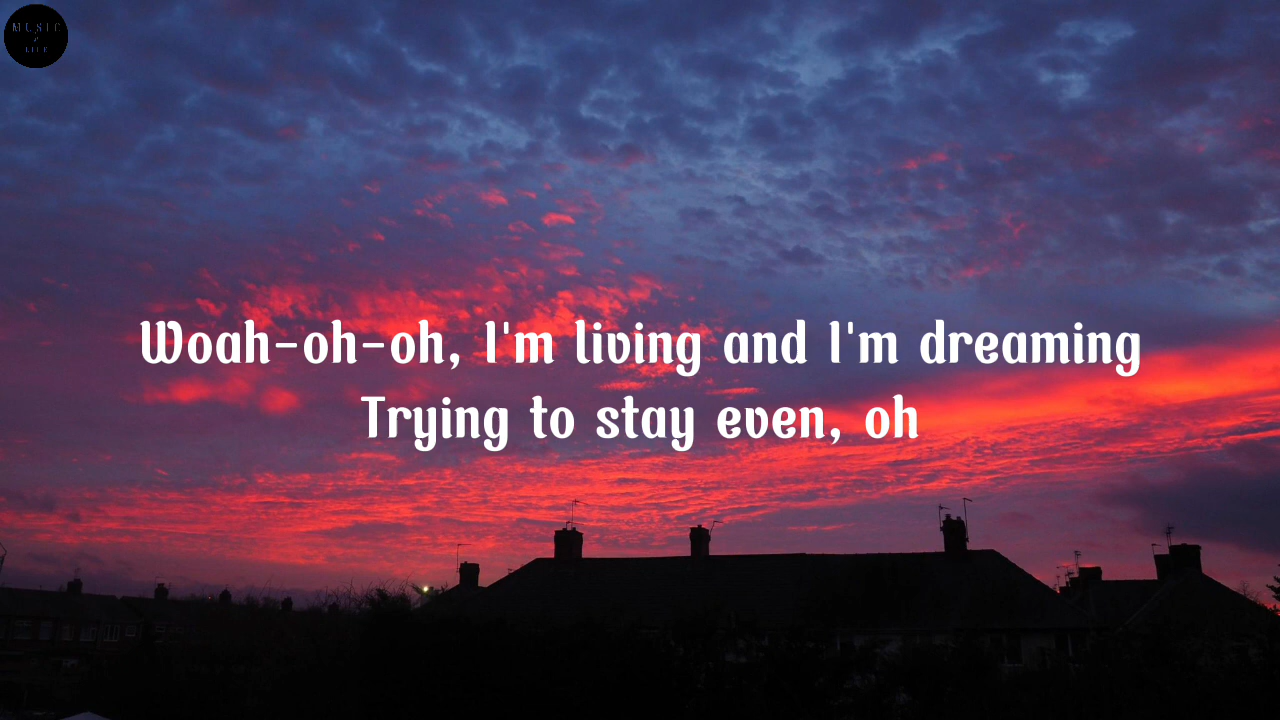 MUSIC
LIFE
Woah-oh-oh, I'm living and I'm dreaming
Trying to stay even, oh